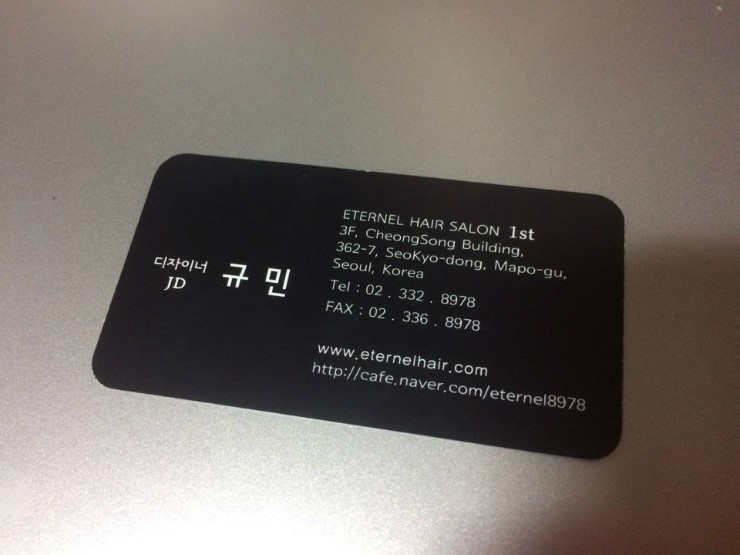 디자이너
JD
규민
ETERNEL HAIR SALON 1st
3F, CheongSong Building,
362-7, SeoKyo-dong, Mapo-gu,
Seoul, Korea
Tel : 02 . 332 . 8978
FAX : 02 . 336 . 8978
www.eternelhair.com
http://cafe.naver.com/eternel8978